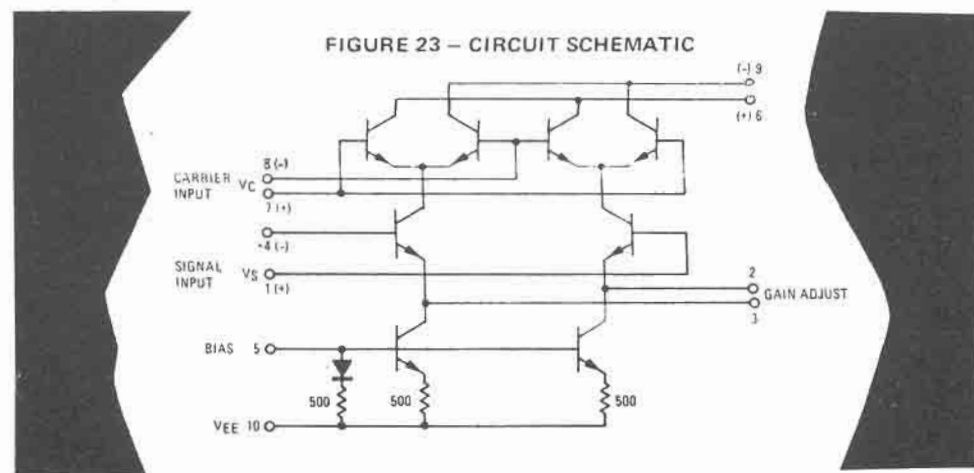 FIGURE 23 – CIRCUIT SCHEMATIC
(-) 9
(+) 6
8 (-)
CARRIER INPUT VC
7 (+)
4 (-)
SIGNAL INPUT VS
1 (+)
2
GAIN ADJUST
3
BIAS 5
500
500
500
VEE 10